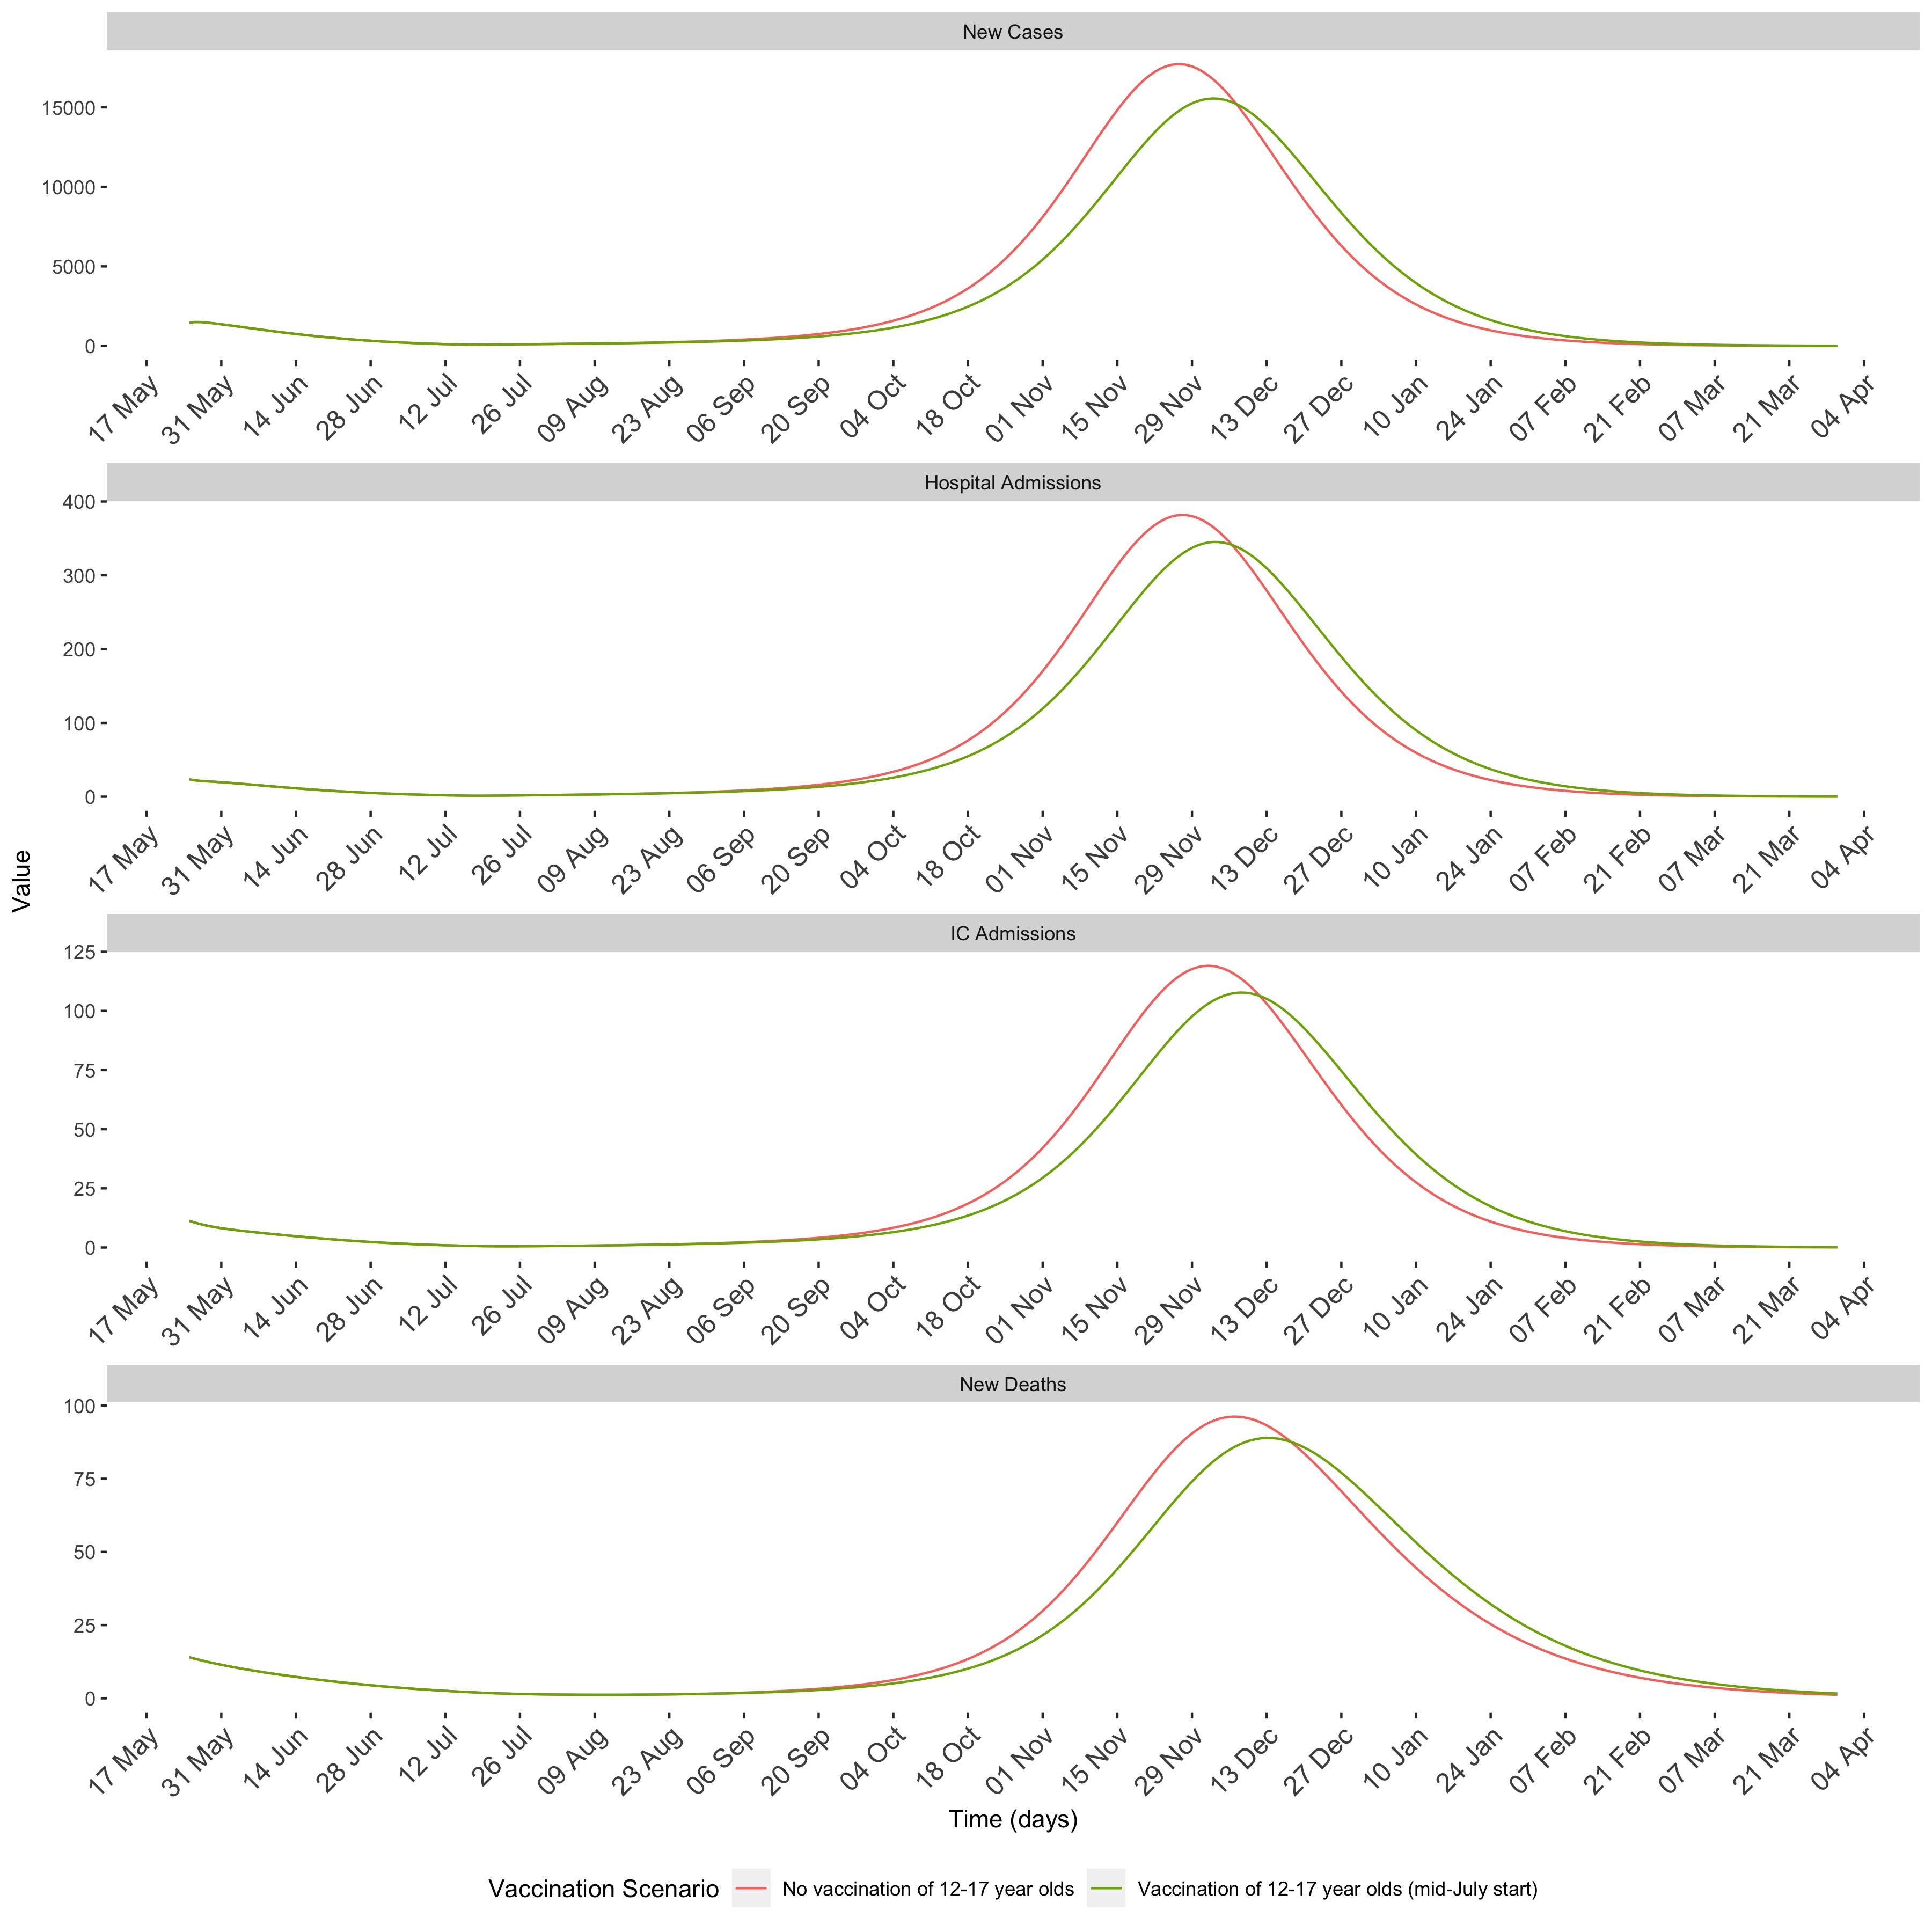 New Cases
15000
10000
5000
0
17 May 31 May 14 Jun 28 Jun 12 Jul 26 Jul 09 Aug 23 Aug 06 Sep 20 Sep 04 Oct 18 Oct 01 Nov 15 Nov 29 Nov 13 Dec 27 Dec 10 Jan 24 Jan 07 Feb 21 Feb 07 Mar 21 Mar 04 Apr
Hospital Admissions
400
300
200
100
0
17 May 31 May 14 Jun 28 Jun 12 Jul 26 Jul 09 Aug 23 Aug 06 Sep 20 Sep 04 Oct 18 Oct 01 Nov 15 Nov 29 Nov 13 Dec 27 Dec 10 Jan 24 Jan 07 Feb 21 Feb 07 Mar 21 Mar 04 Apr
Value
IC Admissions
125
100
75
50
25
0
17 May 31 May 14 Jun 28 Jun 12 Jul 26 Jul 09 Aug 23 Aug 06 Sep 20 Sep 04 Oct 18 Oct 01 Nov 15 Nov 29 Nov 13 Dec 27 Dec 10 Jan 24 Jan 07 Feb 21 Feb 07 Mar 21 Mar 04 Apr
New Deaths
100
75
50
25
0
17 May 31 May 14 Jun 28 Jun 12 Jul 26 Jul 09 Aug 23 Aug 06 Sep 20 Sep 04 Oct 18 Oct 01 Nov 15 Nov 29 Nov 13 Dec 27 Dec 10 Jan 24 Jan 07 Feb 21 Feb 07 Mar 21 Mar 04 Apr
Time (days)
Vaccination Scenario No vaccination of 12-17 year olds Vaccination of 12-17 year olds (mid-July start)